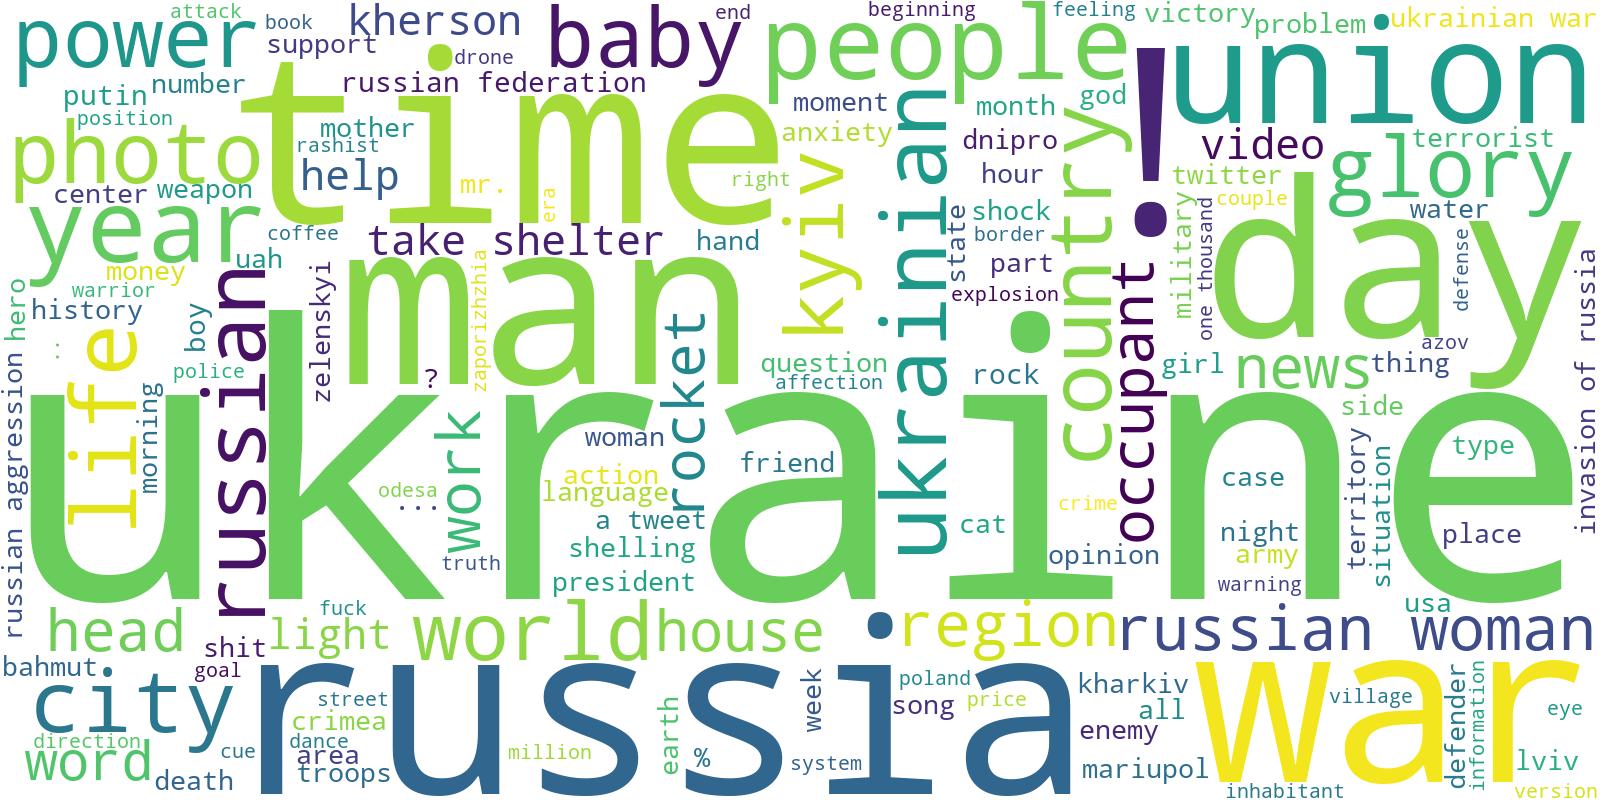 attack
power
book
kherson
baby
end
beginning
feeling
victory
problem
ukrainian war
support
drone
people
union
number
russian federation
putin
position
time
moment
month
god
!
photo
mother
rashist
help
anxiety
ukrainian
dnipro
country
video
terrorist
glory
center
weapon
mr.
era
right
kyiv
hour
twitter
couple
year
coffee
take shelter
hand
state
shock
border
military
one thousand
day
water
uah
money
warrior
man
part
explosion
occupant
defense
invasion of russia
hero
history
boy
zelenskyi
zaporizhzhia
russian
rocket
question
affection
rock
girl
news
azov
thing
:
life
police
?
morning
russian aggression
ukraine
work
woman
friend
side
type
action
language
odesa
...
a tweet
cat
crime
case
territory
situation
place
shelling
truth
president
opinion
night
army
warning
usa
head
fuck
light
world
house
region
russian woman
shit
goal
bahmut
city
russia
street
crimea
earth
week
poland
song
price
kharkiv
all
war
village
defender
information
eye
direction
word
cue
dance
area
troops
million
%
system
enemy
mariupol
lviv
death
inhabitant
version